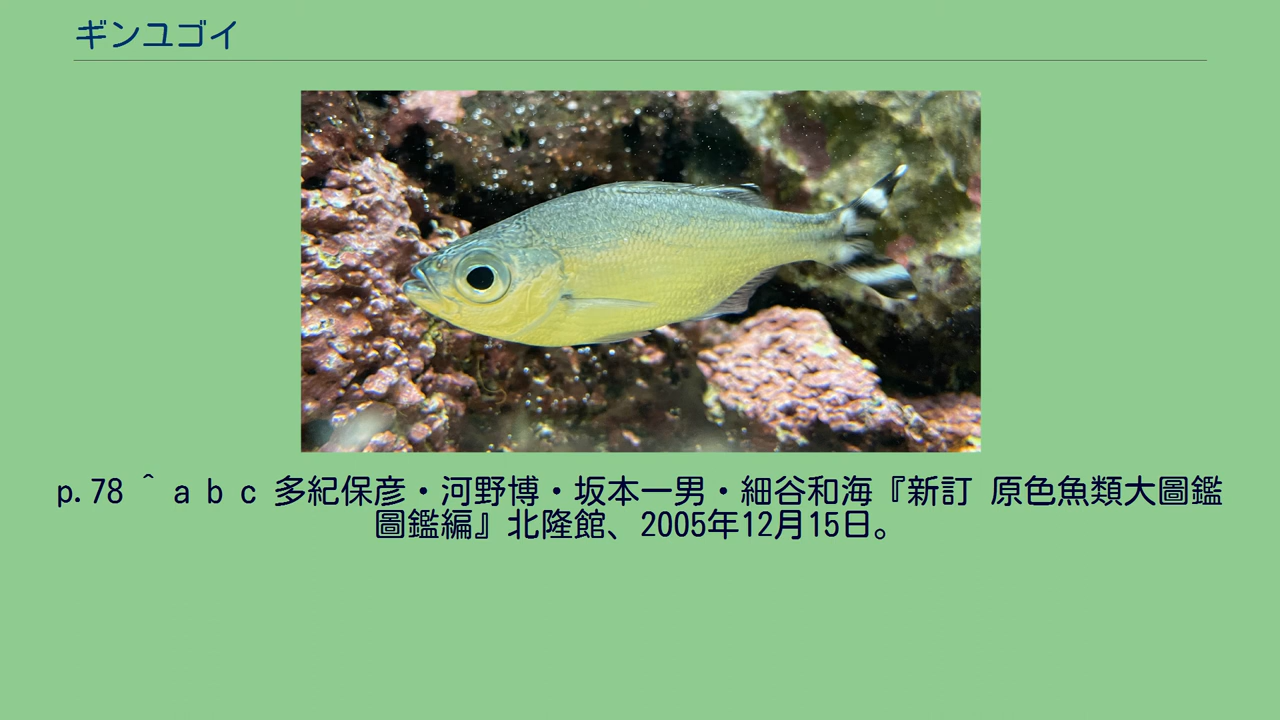 ギンユゴイ
p.78 ^ a b c 多紀保彦・河野博・坂本一男・細谷和海『新訂 原色魚類大圖鑑
圖鑑編』北隆館、2005年12月15日。